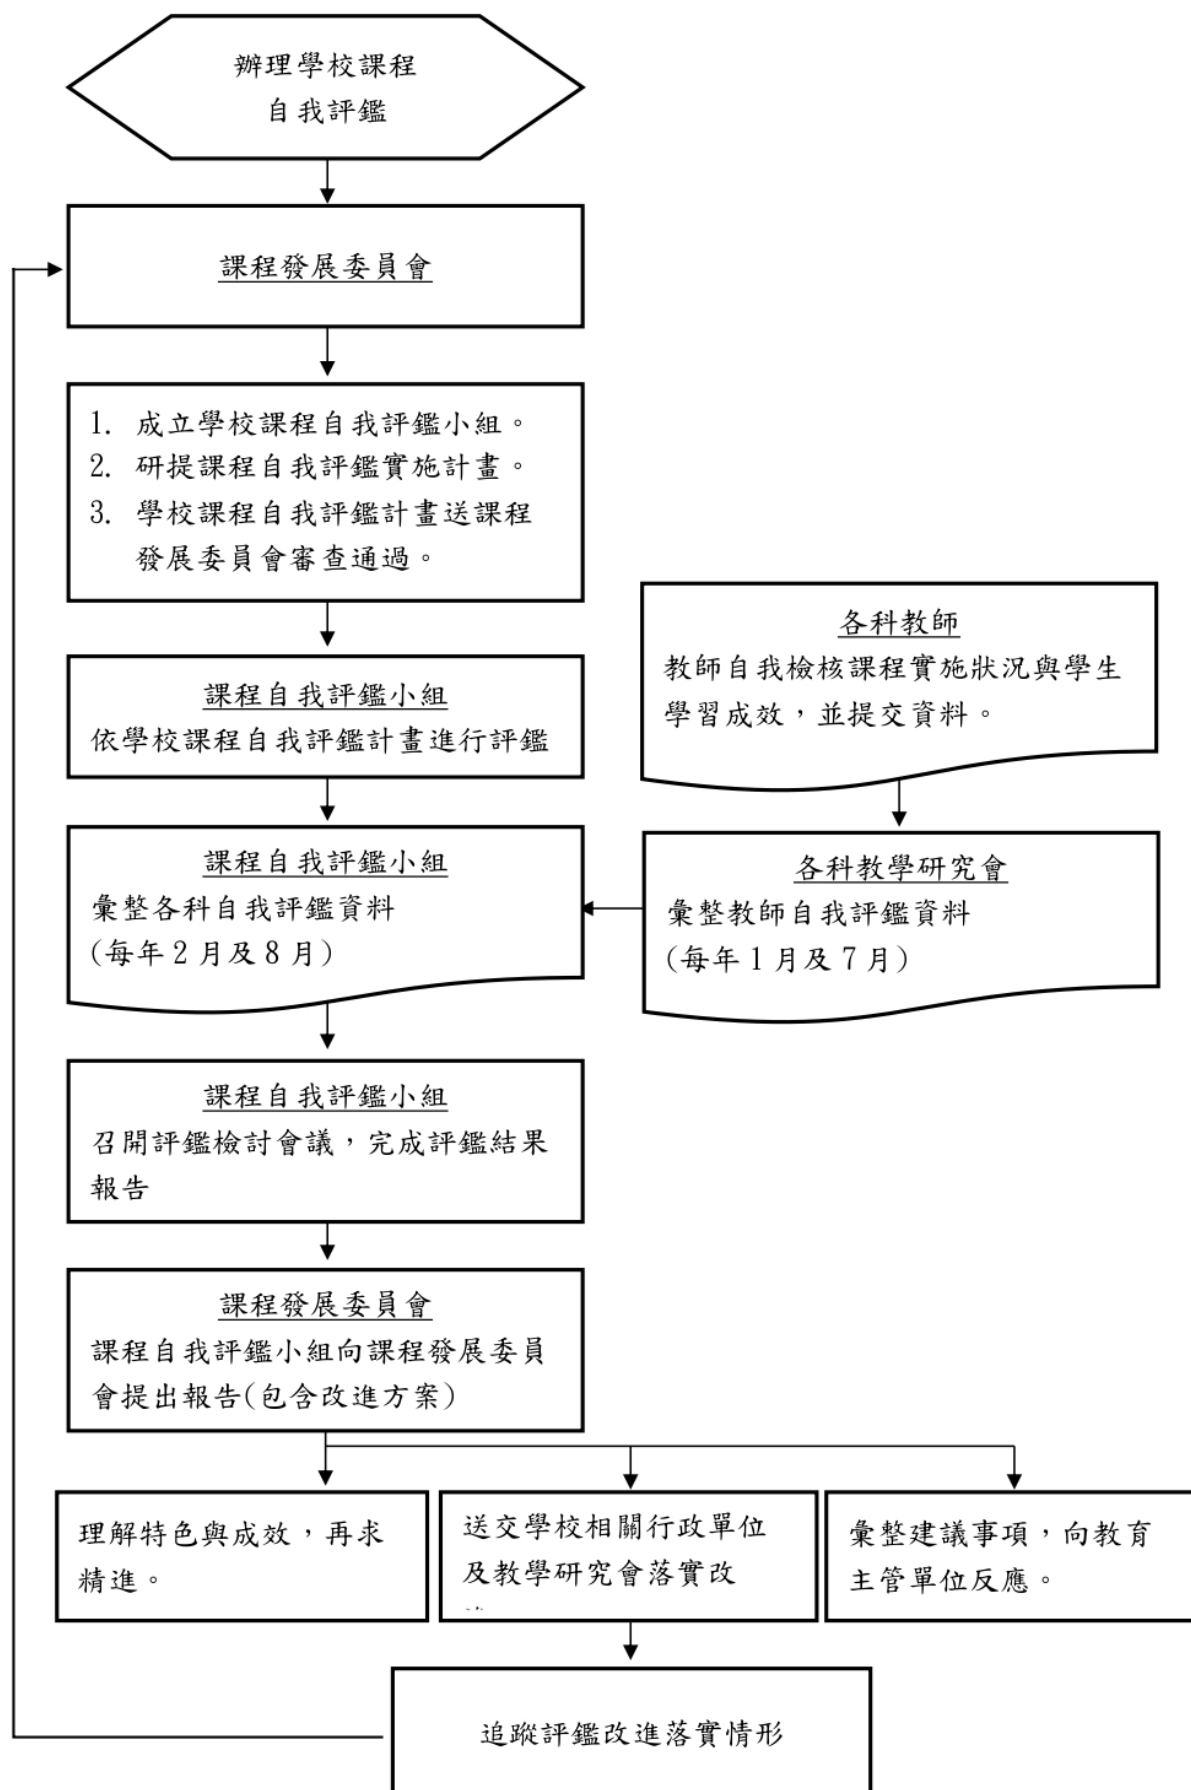 辦理學校課程
自我評鑑
課程發展委員會
1. 成立學校課程自我評鑑小組。
2. 研提課程自我評鑑實施計畫。
3. 學校課程自我評鑑計畫送課程
發展委員會審查通過。
各科教師
教師自我檢核課程實施狀況與學生
學習成效，並提交資料。
課程自我評鑑小組
依學校課程自我評鑑計畫進行評鑑
課程自我評鑑小組
彙整各科自我評鑑資料
(每年2月及8月)
各科教學研究會
彙整教師自我評鑑資料
(每年1月及7月)
課程自我評鑑小組
召開評鑑檢討會議，完成評鑑結果
報告
課程發展委員會
課程自我評鑑小組向課程發展委員
會提出報告(包含改進方案)
理解特色與成效，再求
精進。
送交學校相關行政單位
及教學研究會落實改
彙整建議事項，向教育
主管單位反應。
追蹤評鑑改進落實情形